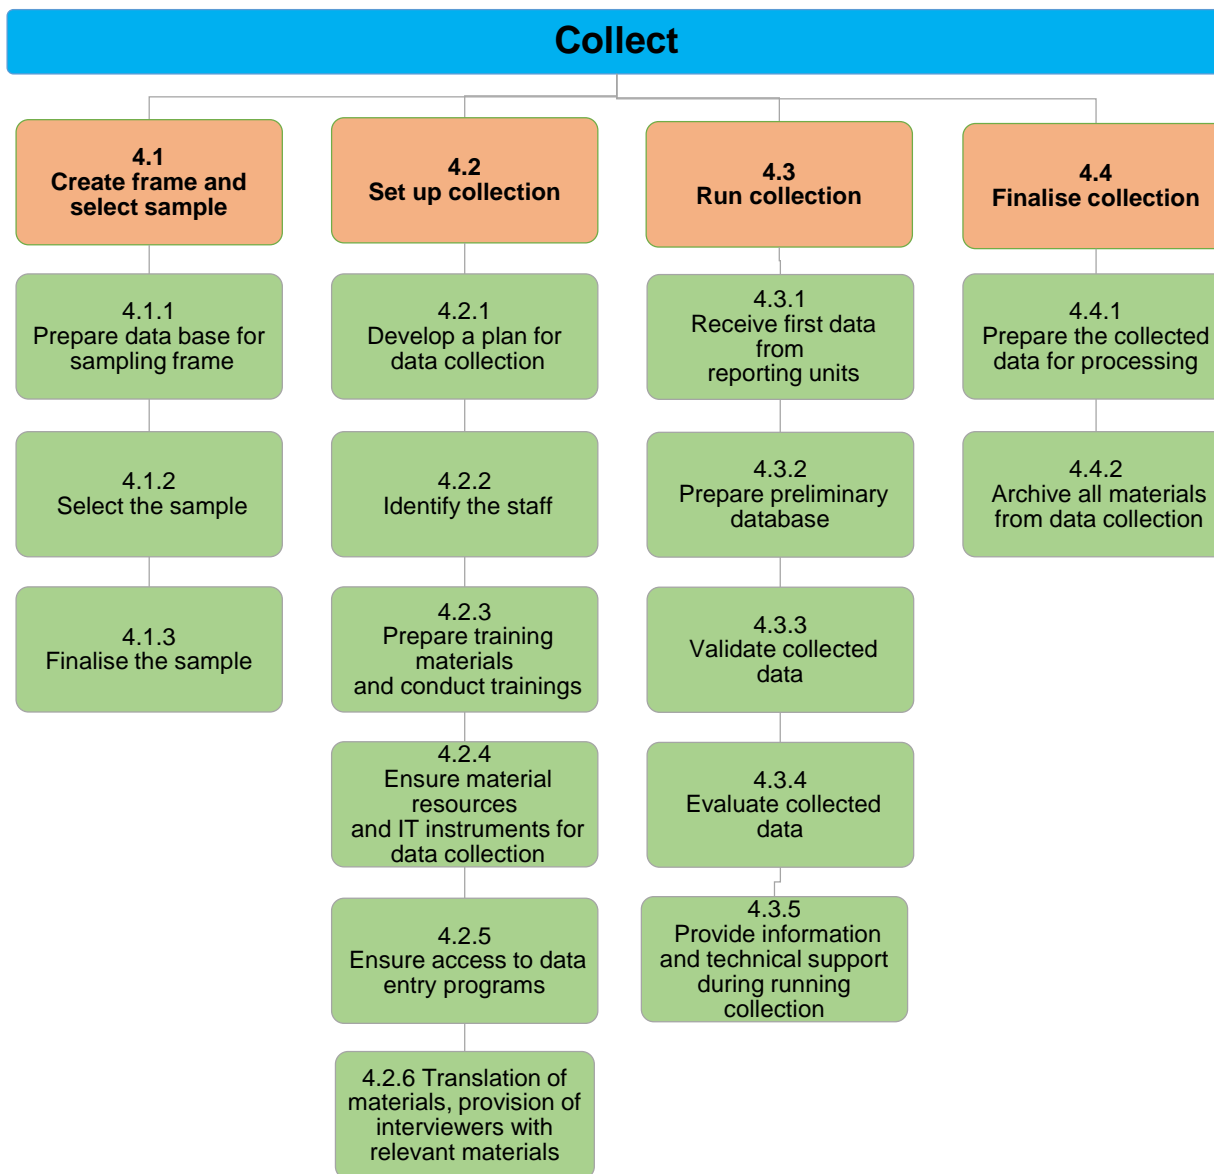 Collect
4.1
Create frame and
select sample
4.2
Set up collection
4.3
Run collection
4.4
Finalise collection
4.1.1
Prepare data base for
sampling frame
4.1.2
Select the sample
4.1.3
Finalise the sample
4.2.1
Develop a plan for
data collection
4.2.2
Identify the staff
4.2.3
Prepare training
materials
and conduct trainings
4.2.4
Ensure material
resources
and IT instruments for
data collection
4.2.5
Ensure access to data
entry programs
4.2.6 Translation of
materials, provision of
interviewers with
relevant materials
4.3.1
Receive first data
from
reporting units
4.3.2
Prepare preliminary
database
4.3.3
Validate collected
data
4.3.4
Evaluate collected
data
4.3.5
Provide information
and technical support
during running
collection
4.4.1
Prepare the collected
data for processing
4.4.2
Archive all materials
from data collection